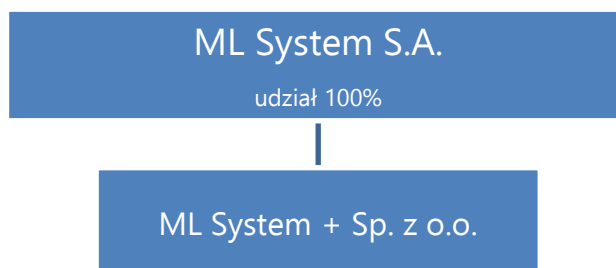 ML System S.A.
udział 100%
ML System + Sp. z o.o.